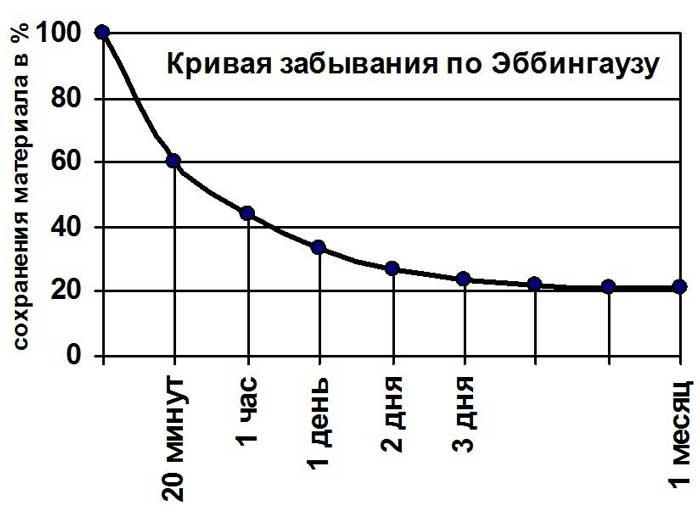 Кривая забывания по Эббингаузу
сохранения материала в %
100
80
60
40
20
0
20 минут
1 час
1 день
2 дня
3 дня
1 месяц